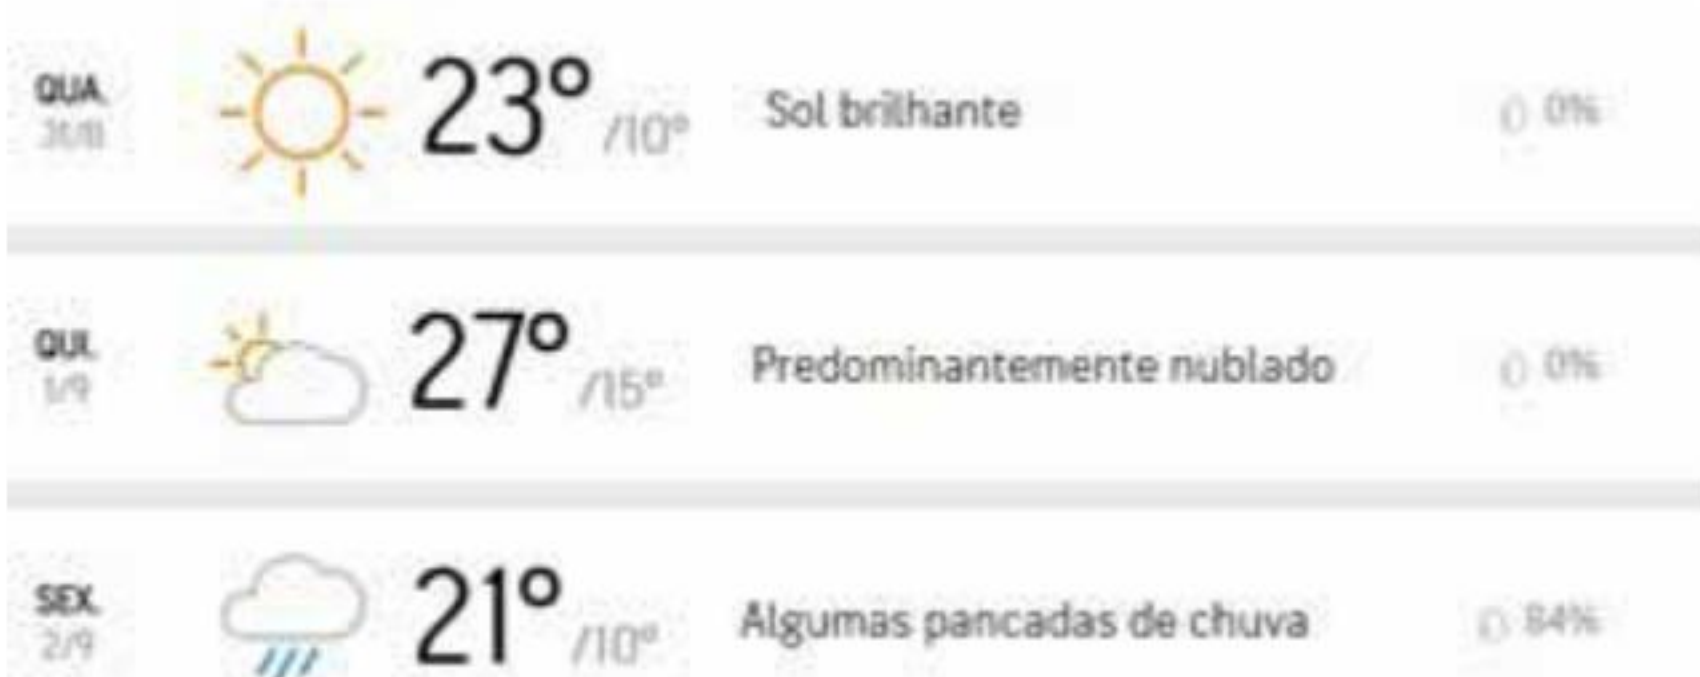 QUA.
31/8
23°
/10°
Sol brilhante
0%
QUI.
1/9
27°
/15°
Predominantemente nublado
0%
SEX.
2/9
21°
/10°
Algumas pancadas de chuva
84%